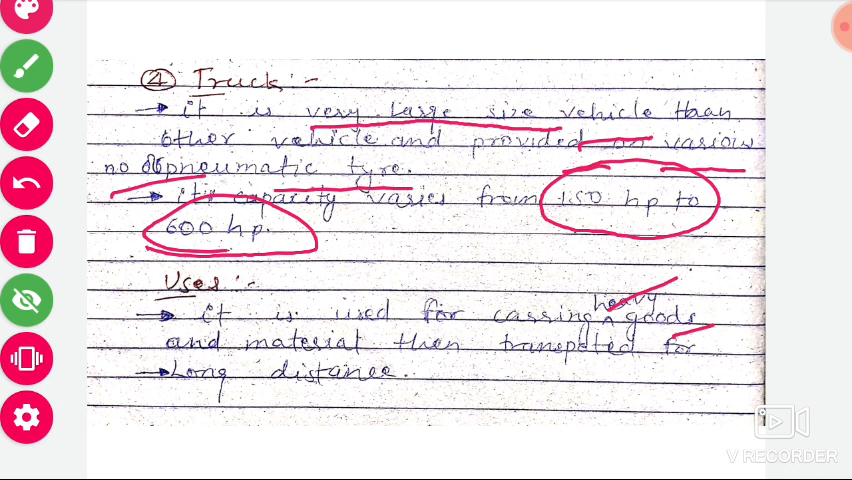 ④ Truck :-
→ it is very large size vehicle than
other vehicle and provided on various
no of pneumatic tyre.
→ it's capacity varies from 150 hp to
600 hp.
Uses :-
→ it is used for carring ^ heavy goods
and material then transpoted for
→ Long distance.
V RECORDER